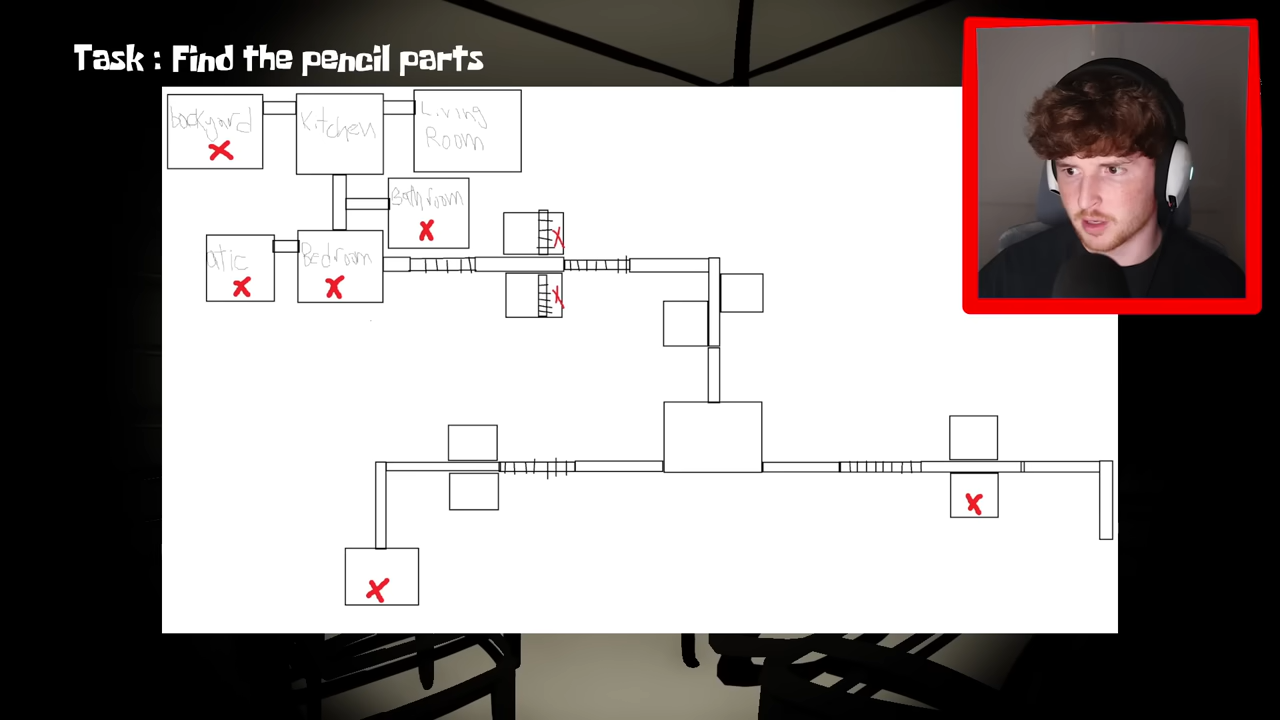 Task : Find the pencil parts
backyard
Kitchen
Living
Room
Bathroom
atic
Bedroom